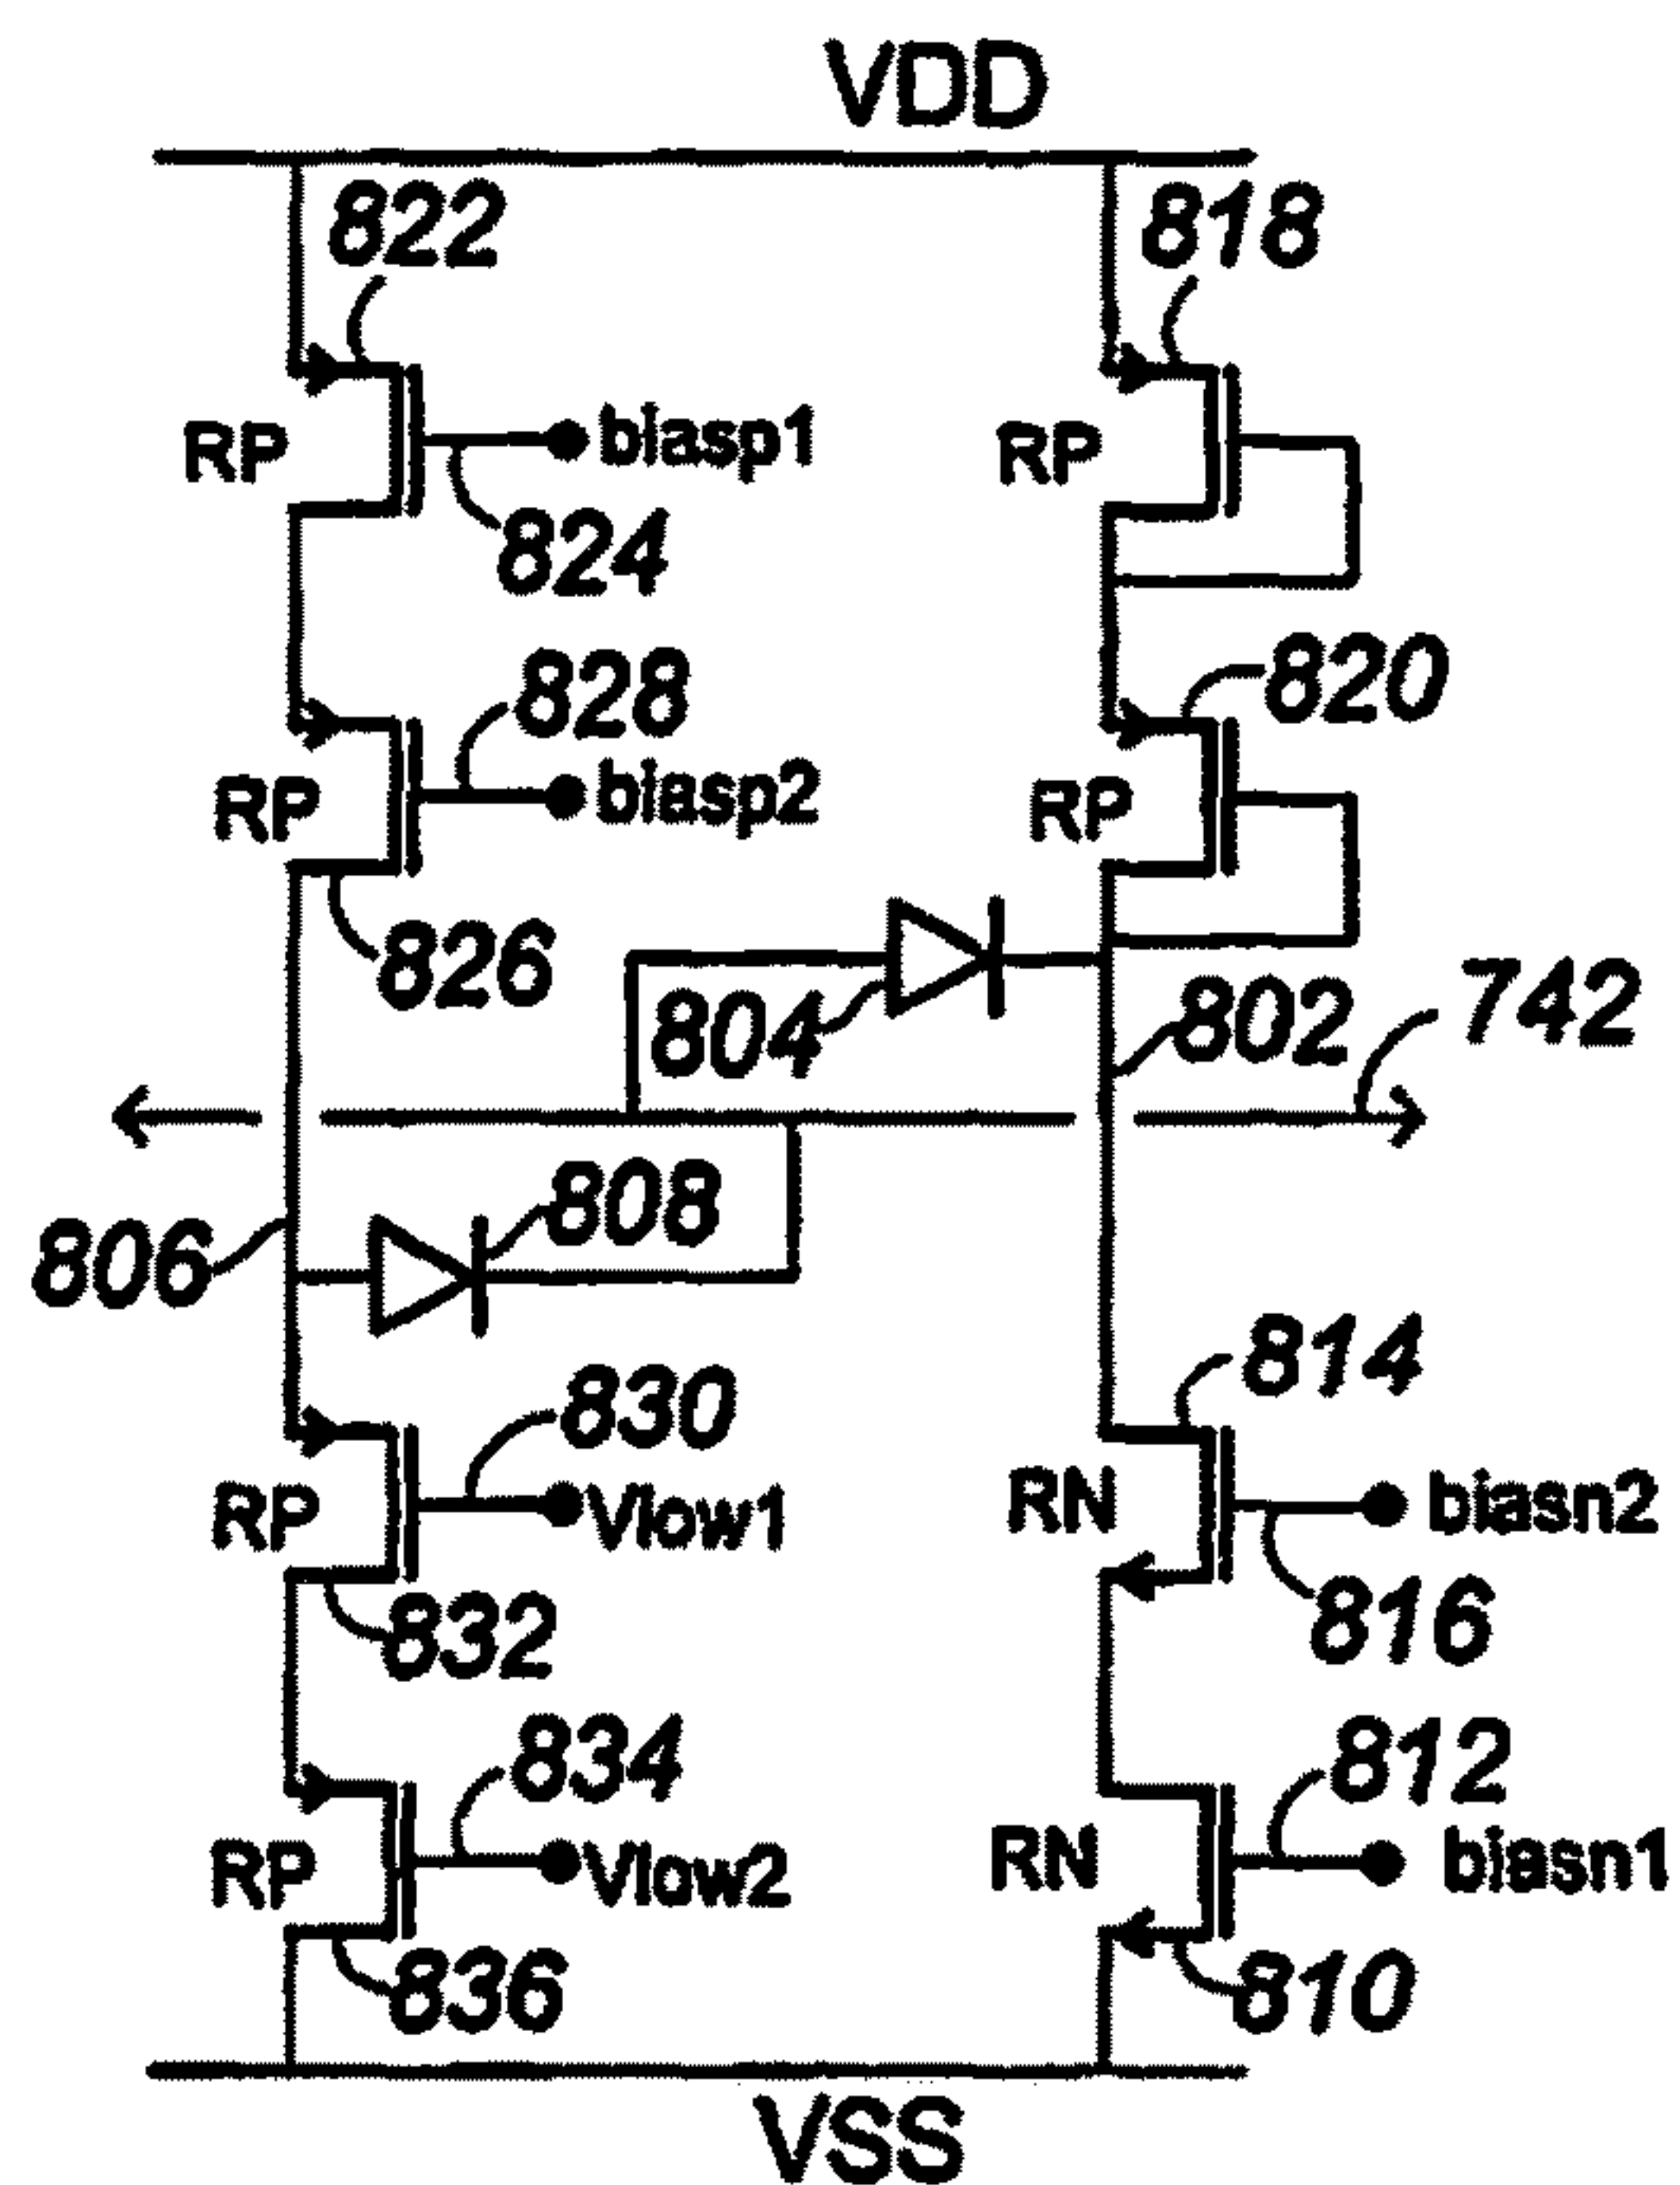 VDD
822 818
RP biasp1 RP
824
828 820
RP biasp2 RP
826 804 802 742
806 808
830 814
RP Vlow1 RN biasn2
832 816
834 812
RP Vlow2 RN biasn1
836 810
VSS